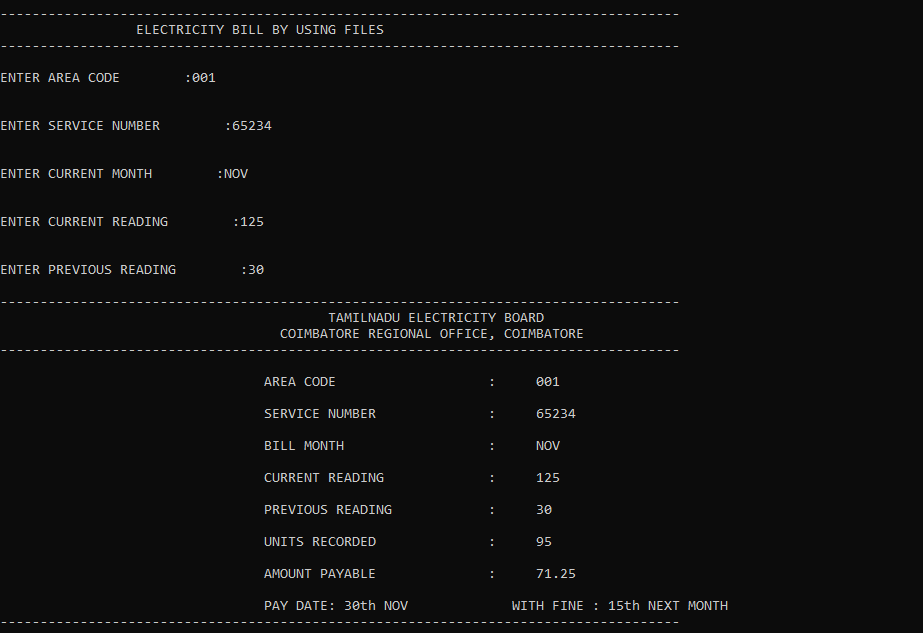 -------------------------------------------------------------------------------------
ELECTRICITY BILL BY USING FILES
-------------------------------------------------------------------------------------
ENTER AREA CODE        :001
ENTER SERVICE NUMBER        :65234
ENTER CURRENT MONTH        :NOV
ENTER CURRENT READING        :125
ENTER PREVIOUS READING        :30
-------------------------------------------------------------------------------------
TAMILNADU ELECTRICITY BOARD
COIMBATORE REGIONAL OFFICE, COIMBATORE
-------------------------------------------------------------------------------------
AREA CODE                   :     001
SERVICE NUMBER              :     65234
BILL MONTH                  :     NOV
CURRENT READING             :     125
PREVIOUS READING            :     30
UNITS RECORDED              :     95
AMOUNT PAYABLE              :     71.25
PAY DATE: 30th NOV             WITH FINE : 15th NEXT MONTH
-------------------------------------------------------------------------------------